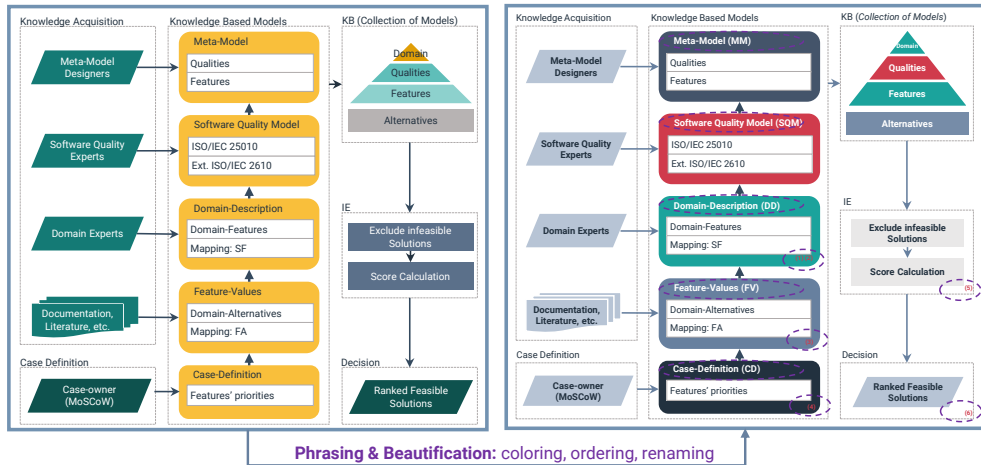 Knowledge Acquisition
Knowledge Based Models
KB (Collection of Models)
Meta-Model
Designers
Meta-Model
Qualities
Features
Domain
Qualities
Features
Alternatives
Software Quality
Experts
Software Quality Model
ISO/IEC 25010
Ext. ISO/IEC 2610
Domain Experts
Domain-Description
Domain-Features
Mapping: SF
IE
Exclude infeasible
Solutions
Score Calculation
Documentation,
Literature, etc.
Feature-Values
Domain-Alternatives
Mapping: FA
Case Definition
Case-owner
(MoSCoW)
Case-Definition
Features' priorities
Decision
Ranked Feasible
Solutions
Knowledge Acquisition
Knowledge Based Models
KB (Collection of Models)
Meta-Model
Designers
Meta-Model (MM)
Qualities
Features
Domain
Qualities
Features
Alternatives
Software Quality
Experts
Software Quality Model (SQM)
ISO/IEC 25010
Ext. ISO/IEC 2610
Domain Experts
Domain-Description (DD)
Domain-Features
Mapping: SF
IE
Exclude infeasible
Solutions
Score Calculation
(5)
Documentation,
Literature, etc.
Feature-Values (FV)
Domain-Alternatives
Mapping: FA
Case Definition
Case-owner
(MoSCoW)
Case-Definition (CD)
Features' priorities
(4)
Decision
Ranked Feasible
Solutions
(6)
Phrasing & Beautification: coloring, ordering, renaming